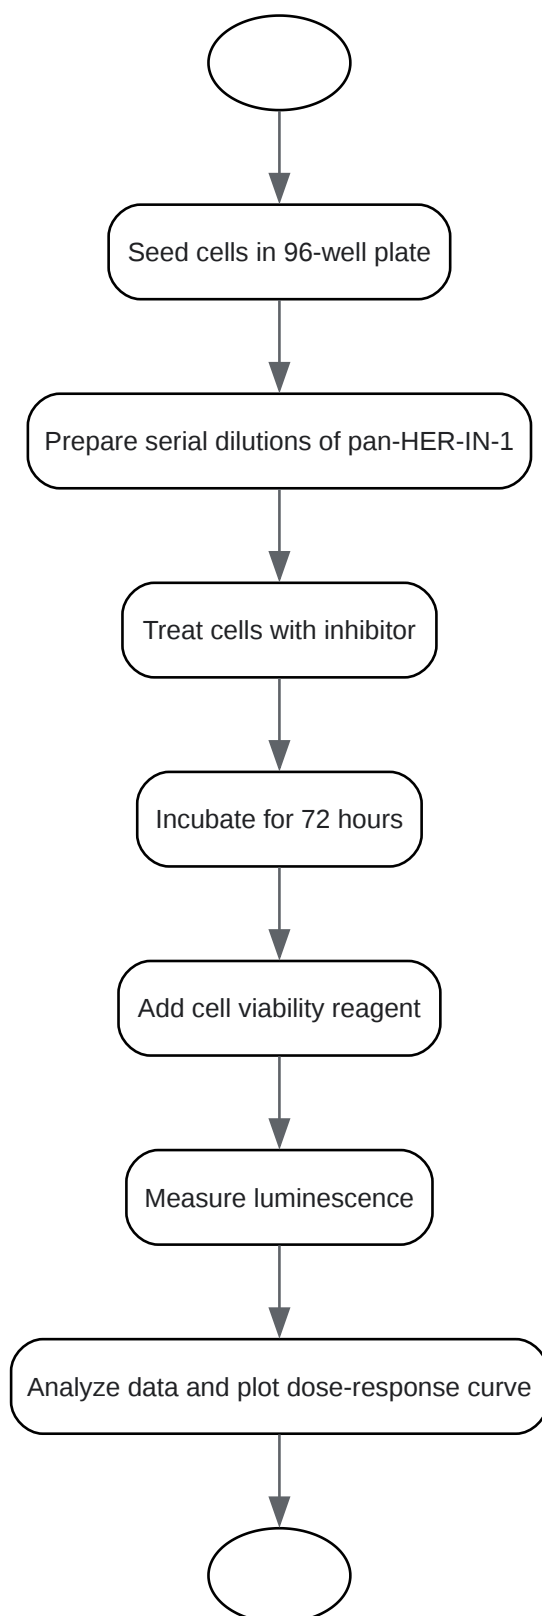 Seed cells in 96-well plate
Prepare serial dilutions of pan-HER-IN-1
Treat cells with inhibitor
Incubate for 72 hours
Add cell viability reagent
Measure luminescence
Analyze data and plot dose-response curve